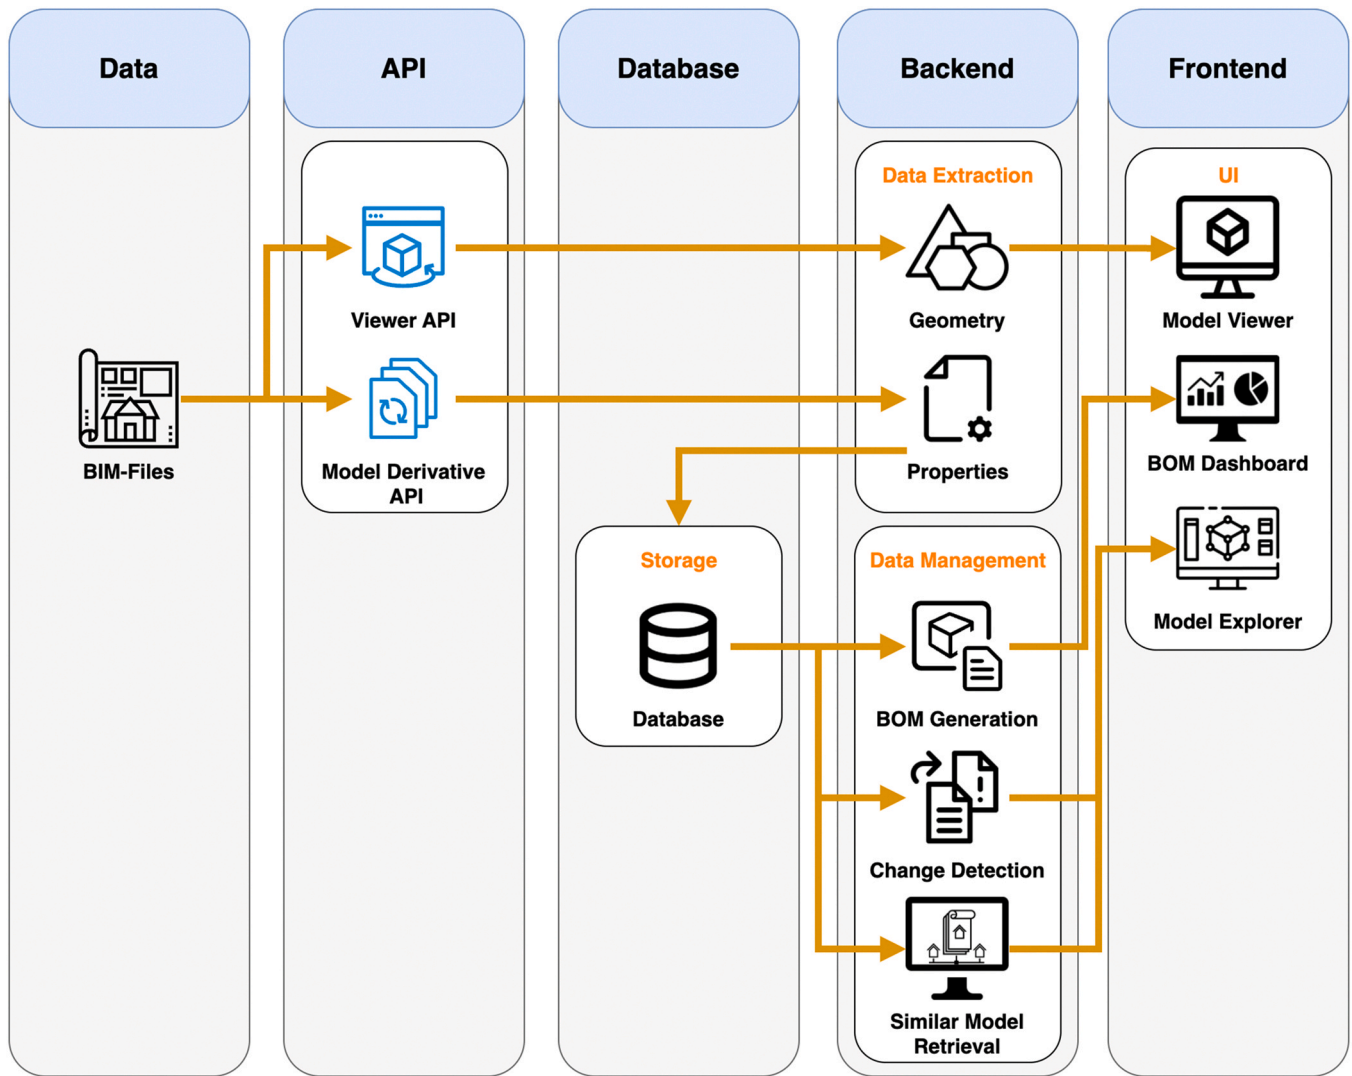 Data
API
Database
Backend
Frontend
BIM-Files
Viewer API
Model Derivative
API
Storage
Database
Data Extraction
Geometry
Properties
Data Management
BOM Generation
Change Detection
Similar Model
Retrieval
UI
Model Viewer
BOM Dashboard
Model Explorer